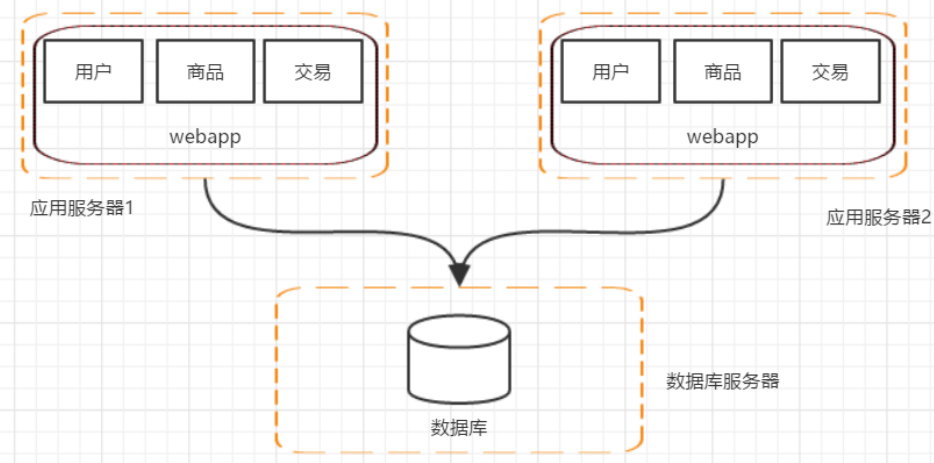 用户 商品 交易
webapp
应用服务器1
用户 商品 交易
webapp
应用服务器2
数据库
数据库服务器